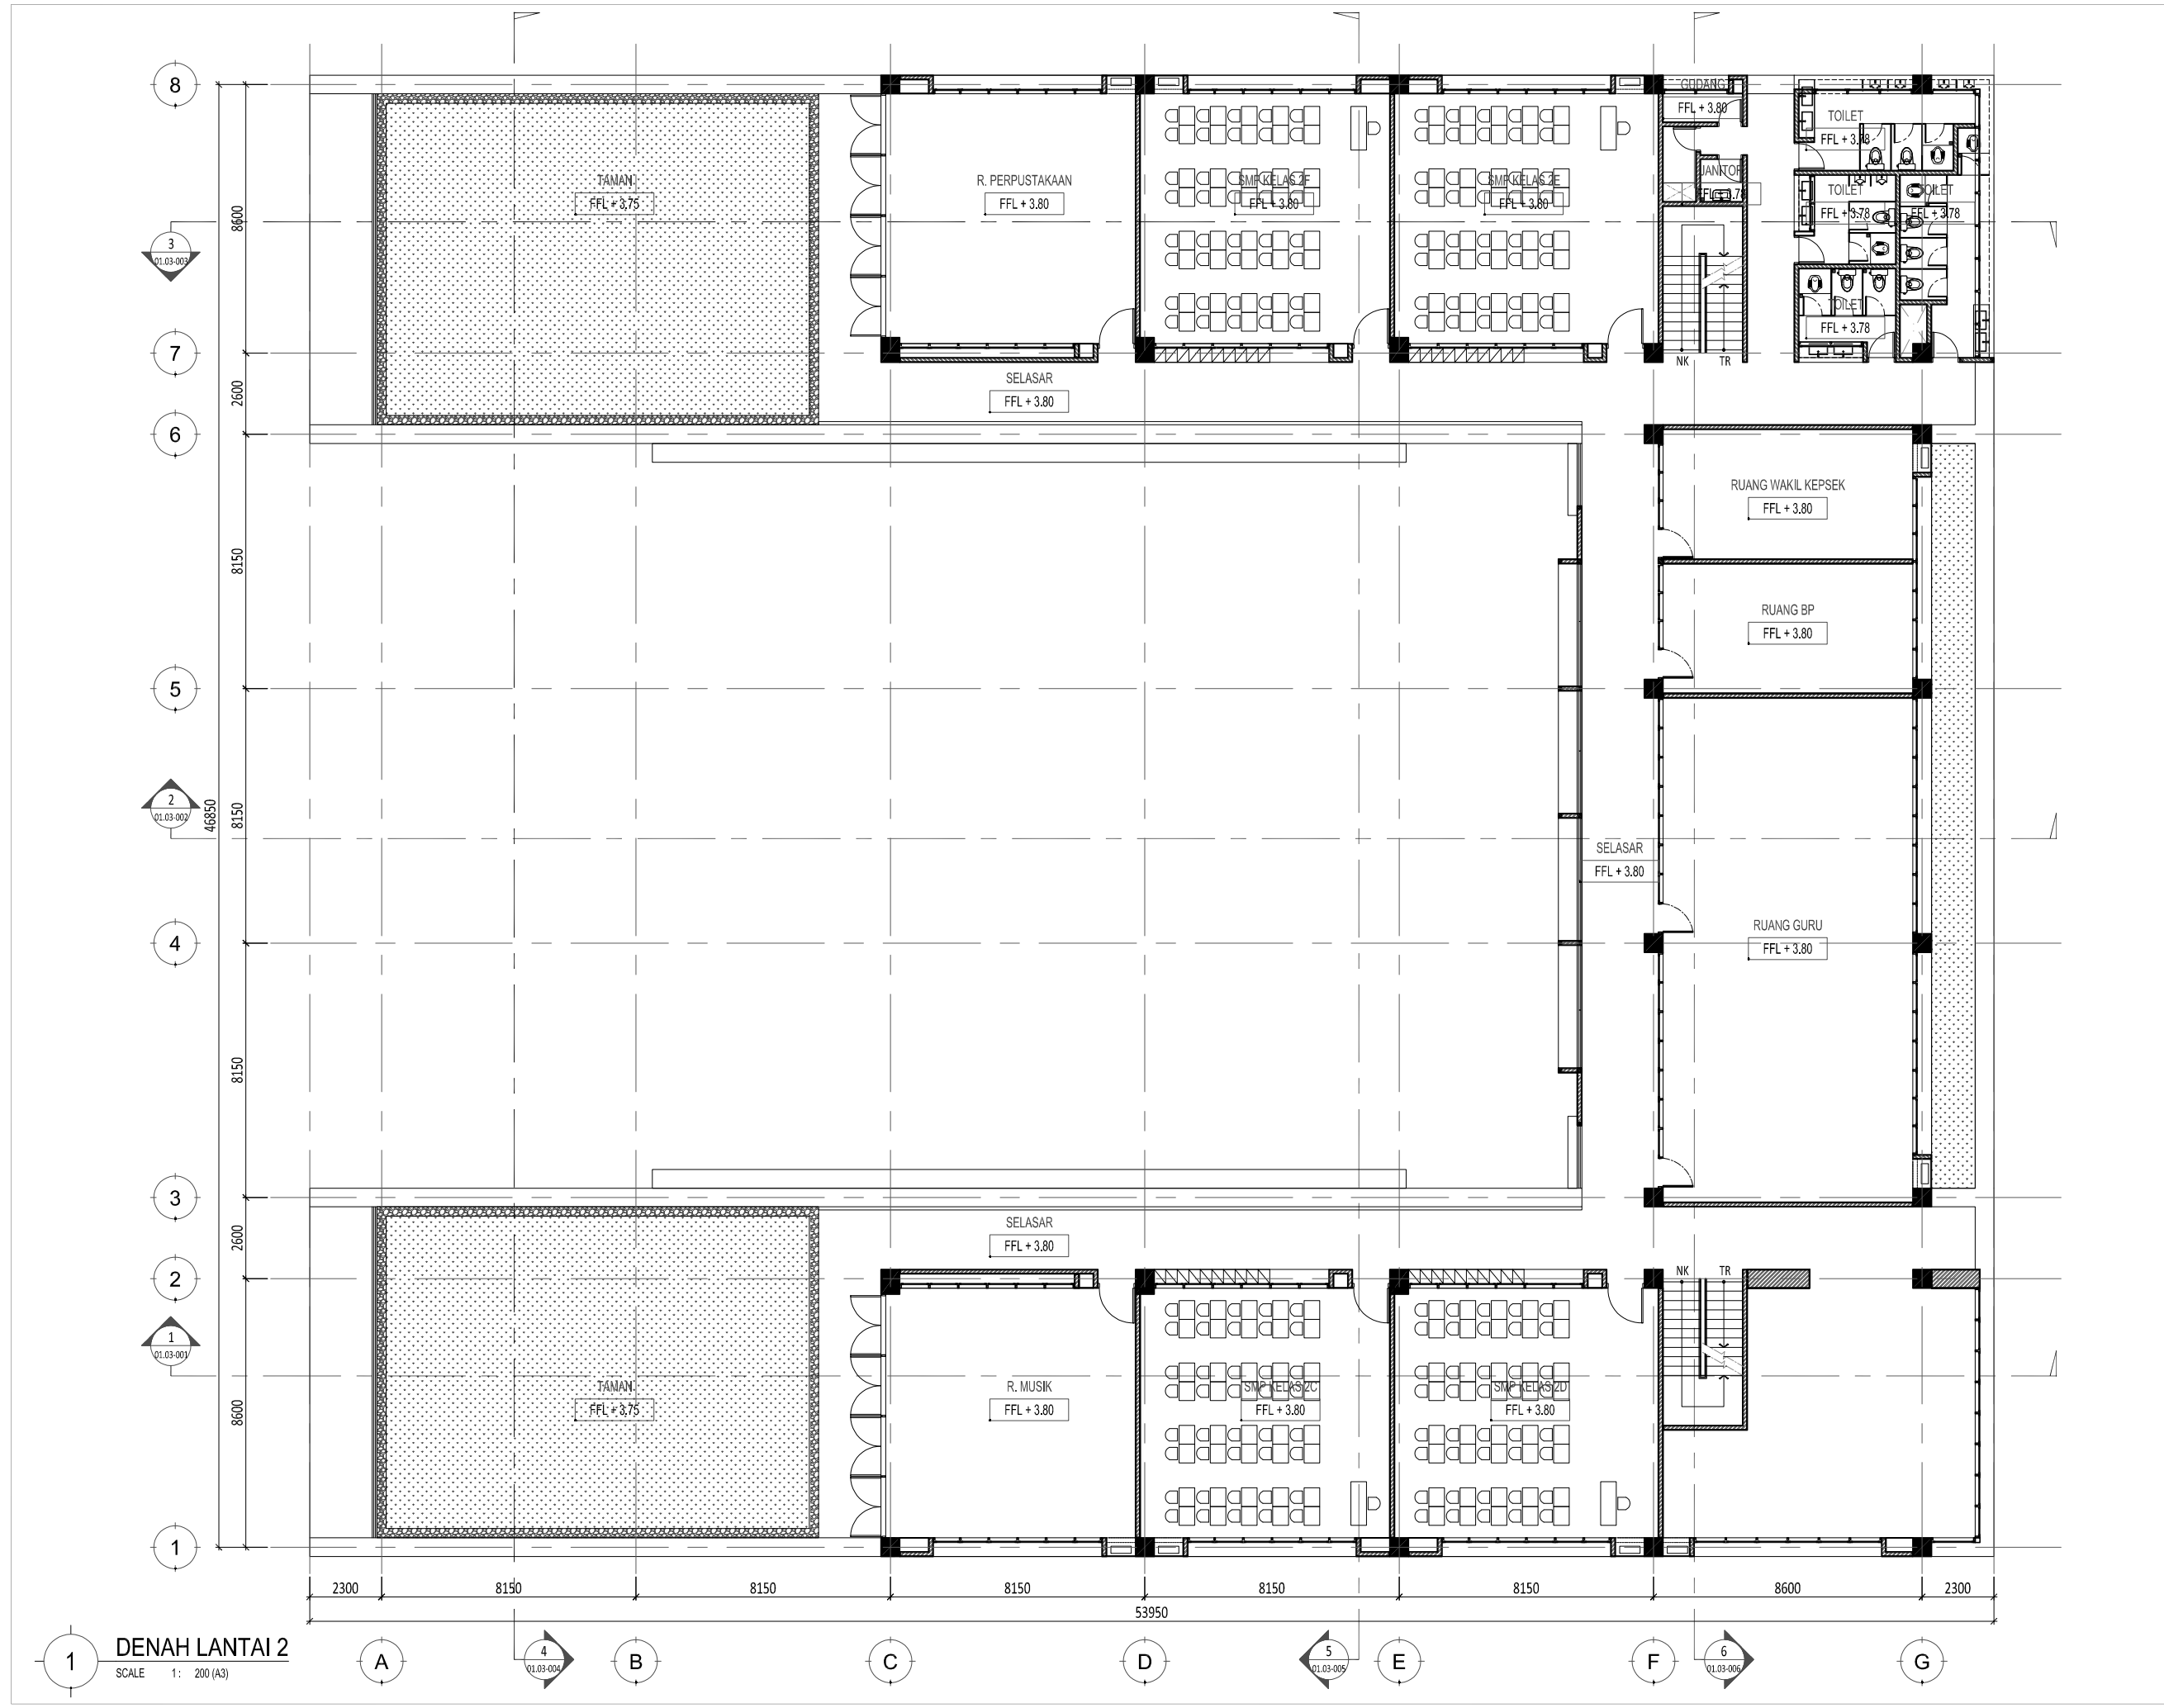 8
GUDANG
FFL + 3.80
TOILET
FFL + 3.78
TAMAN
FFL + 3.75
R. PERPUSTAKAAN
FFL + 3.80
SMP KELAS 2F
FFL + 3.80
SMP KELAS 2E
FFL + 3.80
JANITOR
FFL + 3.78
TOILET
FFL + 3.78
TOILET
FFL + 3.78
8600
3
01.03-003
TOILET
FFL + 3.78
7
NK
TR
SELASAR
FFL + 3.80
2600
6
RUANG WAKIL KEPSEK
FFL + 3.80
8150
RUANG BP
FFL + 3.80
5
2
01.03-002
46850
8150
SELASAR
FFL + 3.80
RUANG GURU
FFL + 3.80
4
8150
3
SELASAR
FFL + 3.80
2600
2
NK
TR
1
01.03-001
TAMAN
FFL + 3.75
R. MUSIK
FFL + 3.80
SMP KELAS 2C
FFL + 3.80
SMP KELAS 2D
FFL + 3.80
8600
1
2300
8150
8150
8150
8150
8150
8600
2300
53950
1
DENAH LANTAI 2
SCALE 1 : 200 (A3)
A
4
01.03-004
B
C
D
5
01.03-005
E
F
6
01.03-006
G